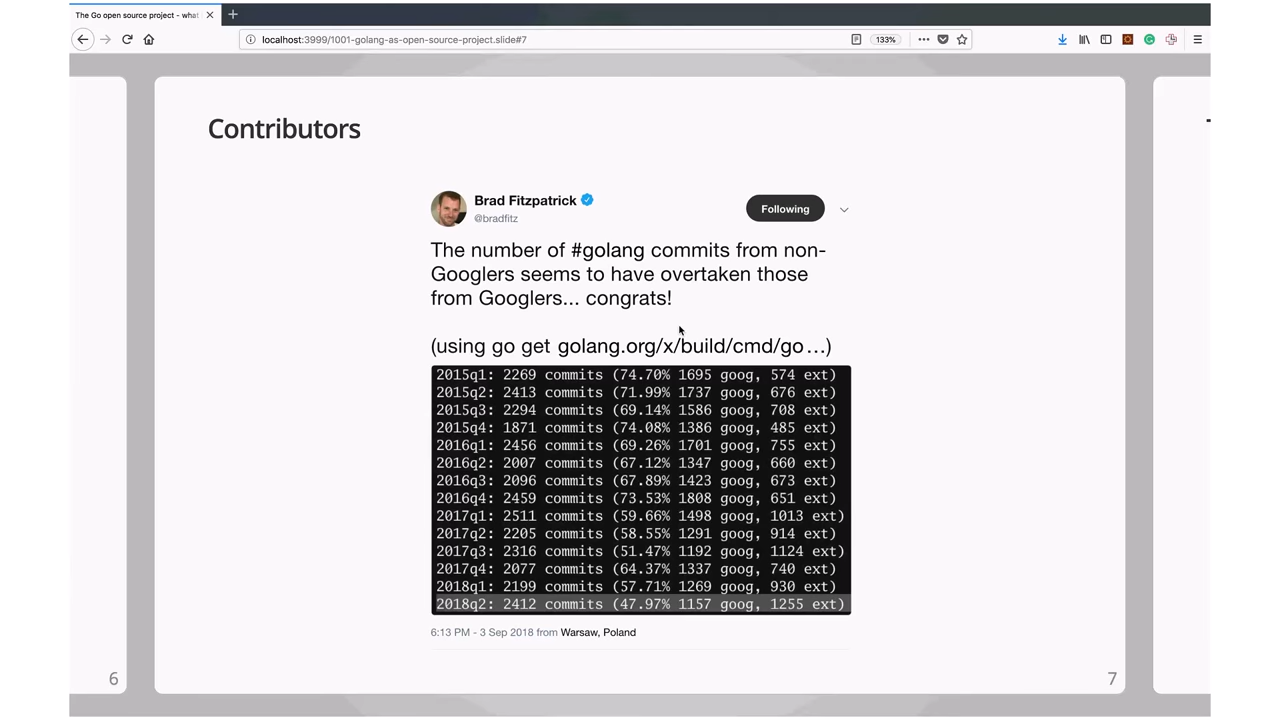 The Go open source project - what
localhost:3999/1001-golang-as-open-source-project.slide#7
133%
Contributors
Brad Fitzpatrick
@bradfitz
Following
The number of #golang commits from non-
Googlers seems to have overtaken those
from Googlers... congrats!
(using go get golang.org/x/build/cmd/go…)
2015q1: 2269 commits (74.70% 1695 goog, 574 ext)
2015q2: 2413 commits (71.99% 1737 goog, 676 ext)
2015q3: 2294 commits (69.14% 1586 goog, 708 ext)
2015q4: 1871 commits (74.08% 1386 goog, 485 ext)
2016q1: 2456 commits (69.26% 1701 goog, 755 ext)
2016q2: 2007 commits (67.12% 1347 goog, 660 ext)
2016q3: 2096 commits (67.89% 1423 goog, 673 ext)
2016q4: 2459 commits (73.53% 1808 goog, 651 ext)
2017q1: 2511 commits (59.66% 1498 goog, 1013 ext)
2017q2: 2205 commits (58.55% 1291 goog, 914 ext)
2017q3: 2316 commits (51.47% 1192 goog, 1124 ext)
2017q4: 2077 commits (64.37% 1337 goog, 740 ext)
2018q1: 2199 commits (57.71% 1269 goog, 930 ext)
2018q2: 2412 commits (47.97% 1157 goog, 1255 ext)
6:13 PM - 3 Sep 2018 from Warsaw, Poland
6
7